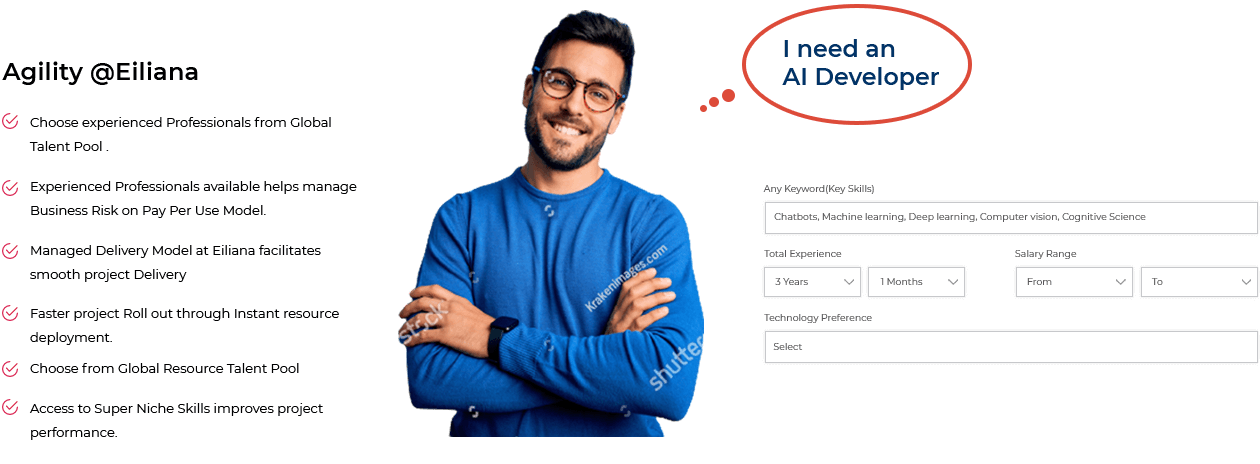 Agility @Eiliana
Choose experienced Professionals from Global
Talent Pool .
Experienced Professionals available helps manage
Business Risk on Pay Per Use Model.
Managed Delivery Model at Eiliana facilitates
smooth project Delivery
Faster project Roll out through Instant resource
deployment.
Choose from Global Resource Talent Pool
Access to Super Niche Skills improves project
performance.
stock
Krakenimages.com
shutter
I need an
AI Developer
Any Keyword(Key Skills)
Chatbots, Machine learning, Deep learning, Computer vision, Cognitive Science
Total Experience
Salary Range
3 Years
1 Months
From
To
Technology Preference
Select